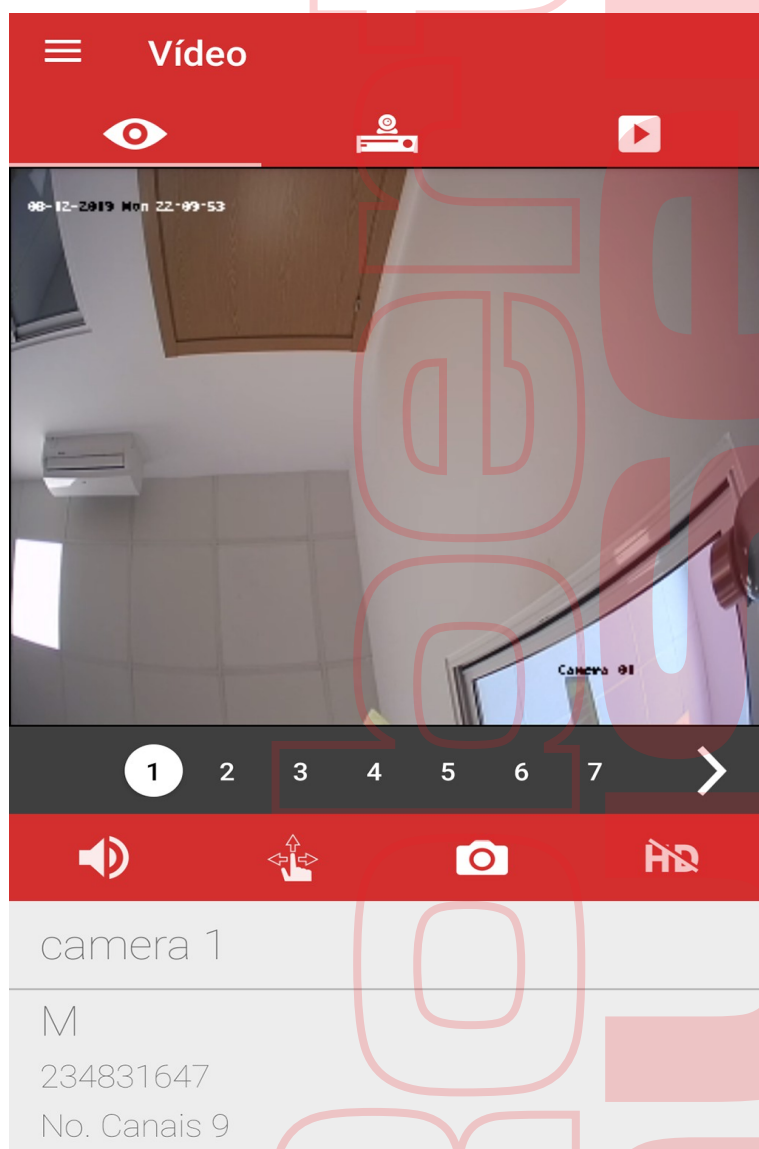 Vídeo
08-12-2019 Mon 22-09-53
Camera 01
1 2 3 4 5 6 7
HD
camera 1
M
234831647
No. Canais 9